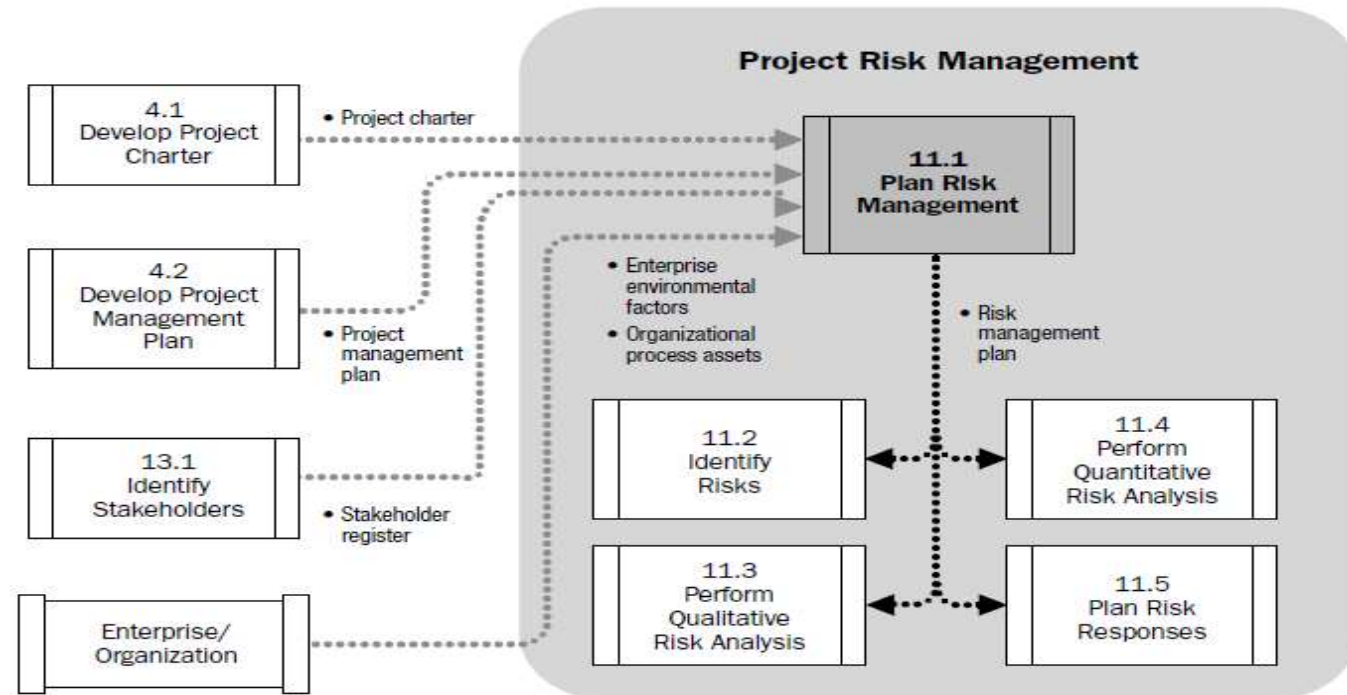 Project Risk Management
4.1
Develop Project
Charter
• Project charter
11.1
Plan Risk
Management
4.2
Develop Project
Management
Plan
• Project
management
plan
• Enterprise
environmental
factors
• Organizational
process assets
• Risk
management
plan
13.1
Identify
Stakeholders
• Stakeholder
register
11.2
Identify
Risks
11.4
Perform
Quantitative
Risk Analysis
11.3
Perform
Qualitative
Risk Analysis
11.5
Plan Risk
Responses
Enterprise/
Organization